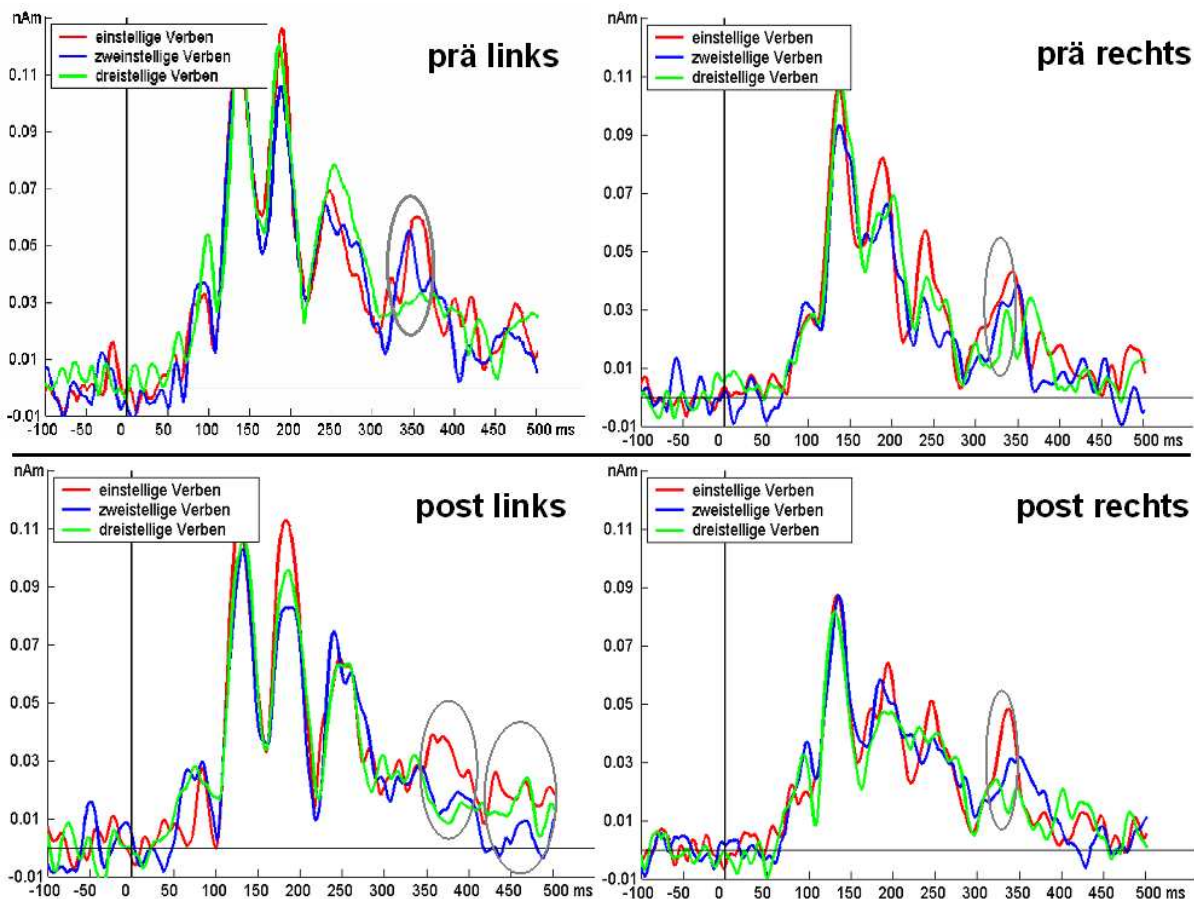 nAm
einstellige Verben
zweinstellige Verben
dreistellige Verben
prä links
0.11
0.09
0.07
0.05
0.03
0.01
-0.01
-100 -50 0 50 100 150 200 250 300 350 400 450 500 ms
einstellige Verben
zweistellige Verben
dreistellige Verben
prä rechts
0.11
0.09
0.07
0.05
0.03
0.01
-0.01
-100 -50 0 50 100 150 200 250 300 350 400 450 500 ms
nAm
einstellige Verben
zweistellige Verben
dreistellige Verben
post links
0.11
0.09
0.07
0.05
0.03
0.01
-0.01
-100 -50 0 50 100 150 200 250 300 350 400 450 500 ms
nAm
einstellige Verben
zweistellige Verben
dreistellige Verben
post rechts
0.11
0.09
0.07
0.05
0.03
0.01
-0.01
-100 -50 0 50 100 150 200 250 300 350 400 450 500 ms